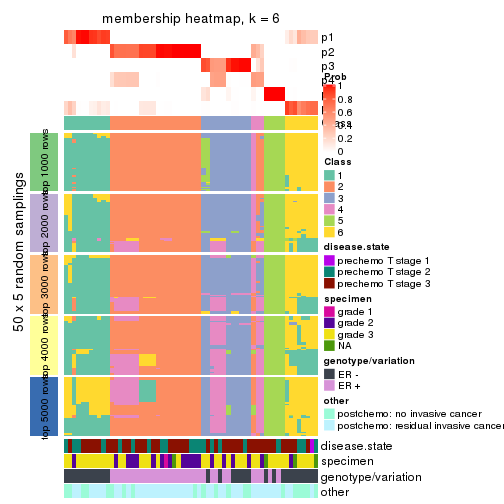 membership heatmap, k = 6
p1
p2
p3
p4
Prob
1
0.8
0.6
0.4
0.2
0
Class
1
2
3
4
5
6
50 x 5 random samplings
top 1000 rows
top 2000 rows
top 3000 rows
top 4000 rows
top 5000 rows
disease.state
prechemo T stage 1
prechemo T stage 2
prechemo T stage 3
specimen
grade 1
grade 2
grade 3
NA
genotype/variation
ER -
ER +
other
postchemo: no invasive cancer
postchemo: residual invasive cancer
disease.state
specimen
genotype/variation
other